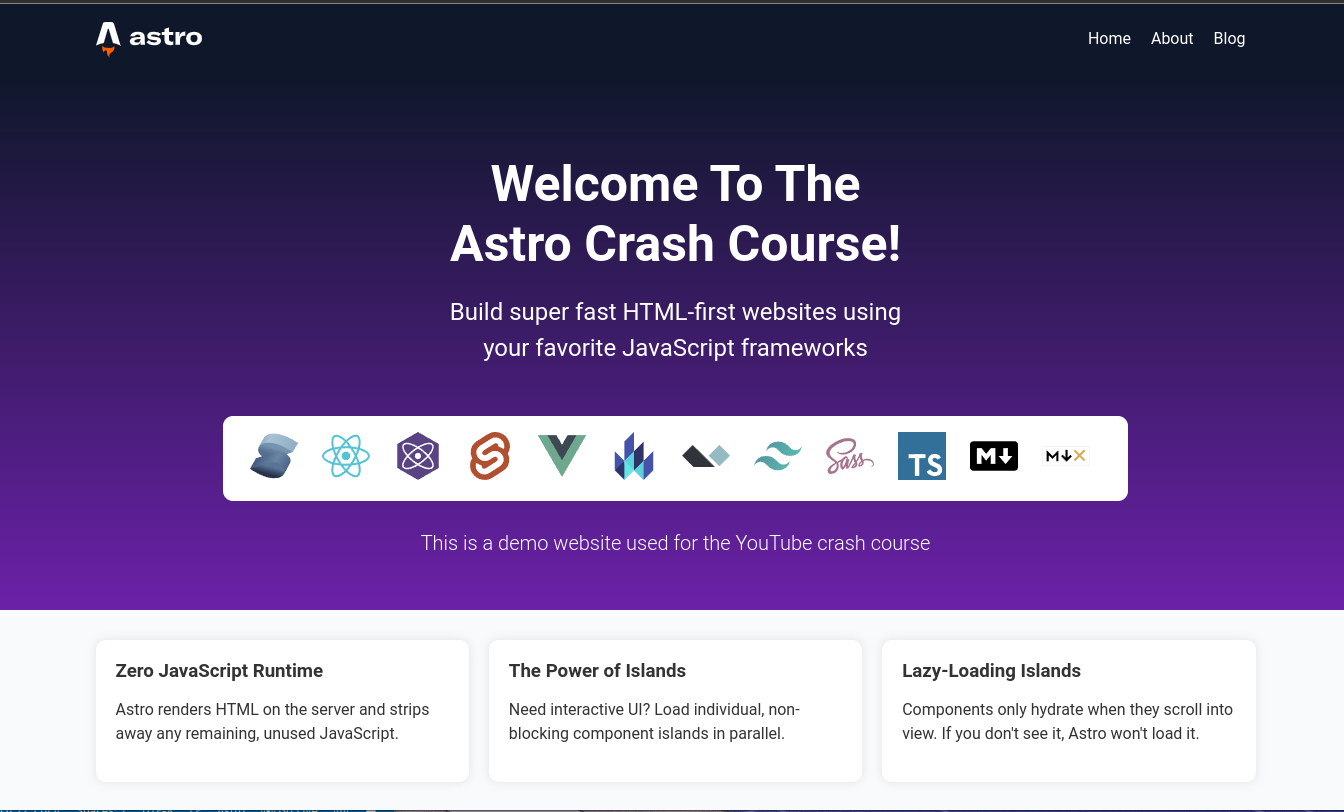 astro
Home About Blog
Welcome To The
Astro Crash Course!
Build super fast HTML-first websites using
your favorite JavaScript frameworks
Sass TS M M
This is a demo website used for the YouTube crash course
Zero JavaScript Runtime
Astro renders HTML on the server and strips
away any remaining, unused JavaScript.
The Power of Islands
Need interactive UI? Load individual, non-
blocking component islands in parallel.
Lazy-Loading Islands
Components only hydrate when they scroll into
view. If you don't see it, Astro won't load it.